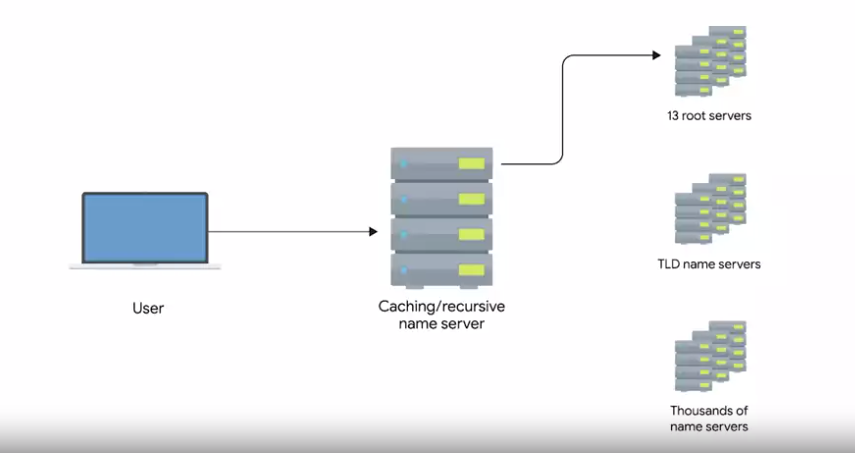 13 root servers
TLD name servers
User
Caching/recursive
name server
Thousands of
name servers